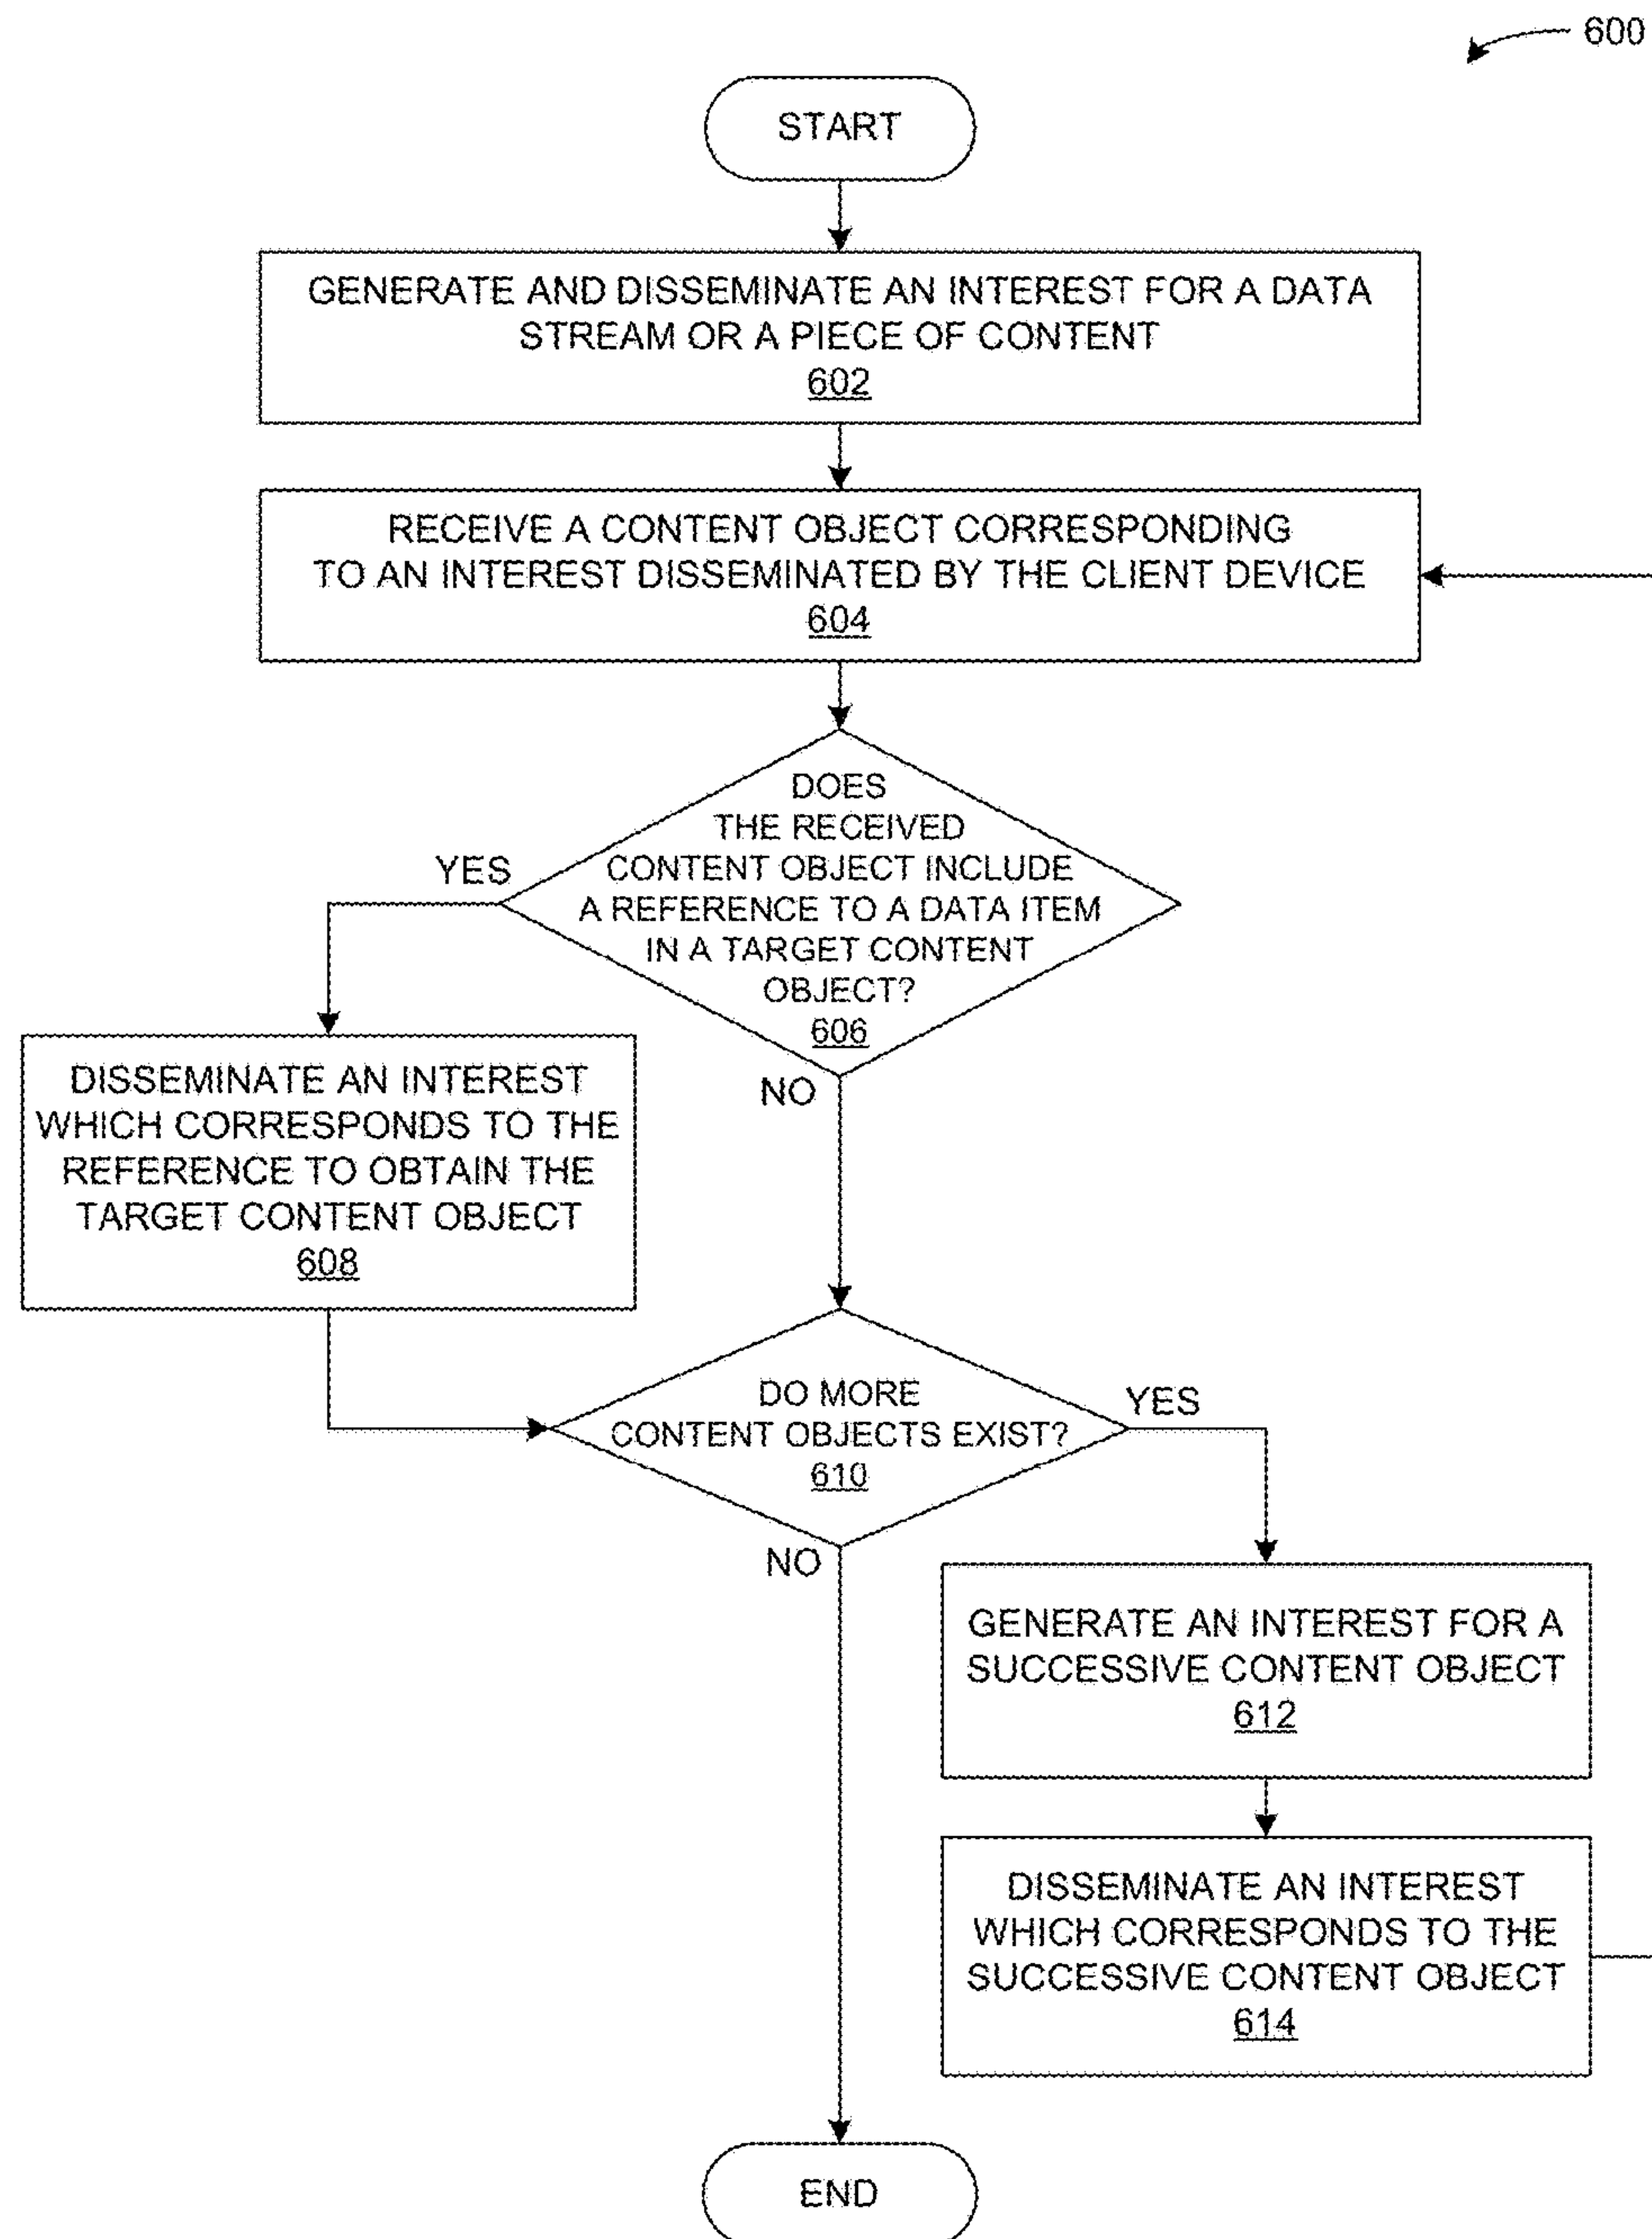 600
START
GENERATE AND DISSEMINATE AN INTEREST FOR A DATA
STREAM OR A PIECE OF CONTENT
602
RECEIVE A CONTENT OBJECT CORRESPONDING
TO AN INTEREST DISSEMINATED BY THE CLIENT DEVICE
604
DOES
THE RECEIVED
CONTENT OBJECT INCLUDE
A REFERENCE TO A DATA ITEM
IN A TARGET CONTENT
OBJECT?
606
YES
NO
DISSEMINATE AN INTEREST
WHICH CORRESPONDS TO THE
REFERENCE TO OBTAIN THE
TARGET CONTENT OBJECT
608
DO MORE
CONTENT OBJECTS EXIST?
610
YES
NO
GENERATE AN INTEREST FOR A
SUCCESSIVE CONTENT OBJECT
612
DISSEMINATE AN INTEREST
WHICH CORRESPONDS TO THE
SUCCESSIVE CONTENT OBJECT
614
END